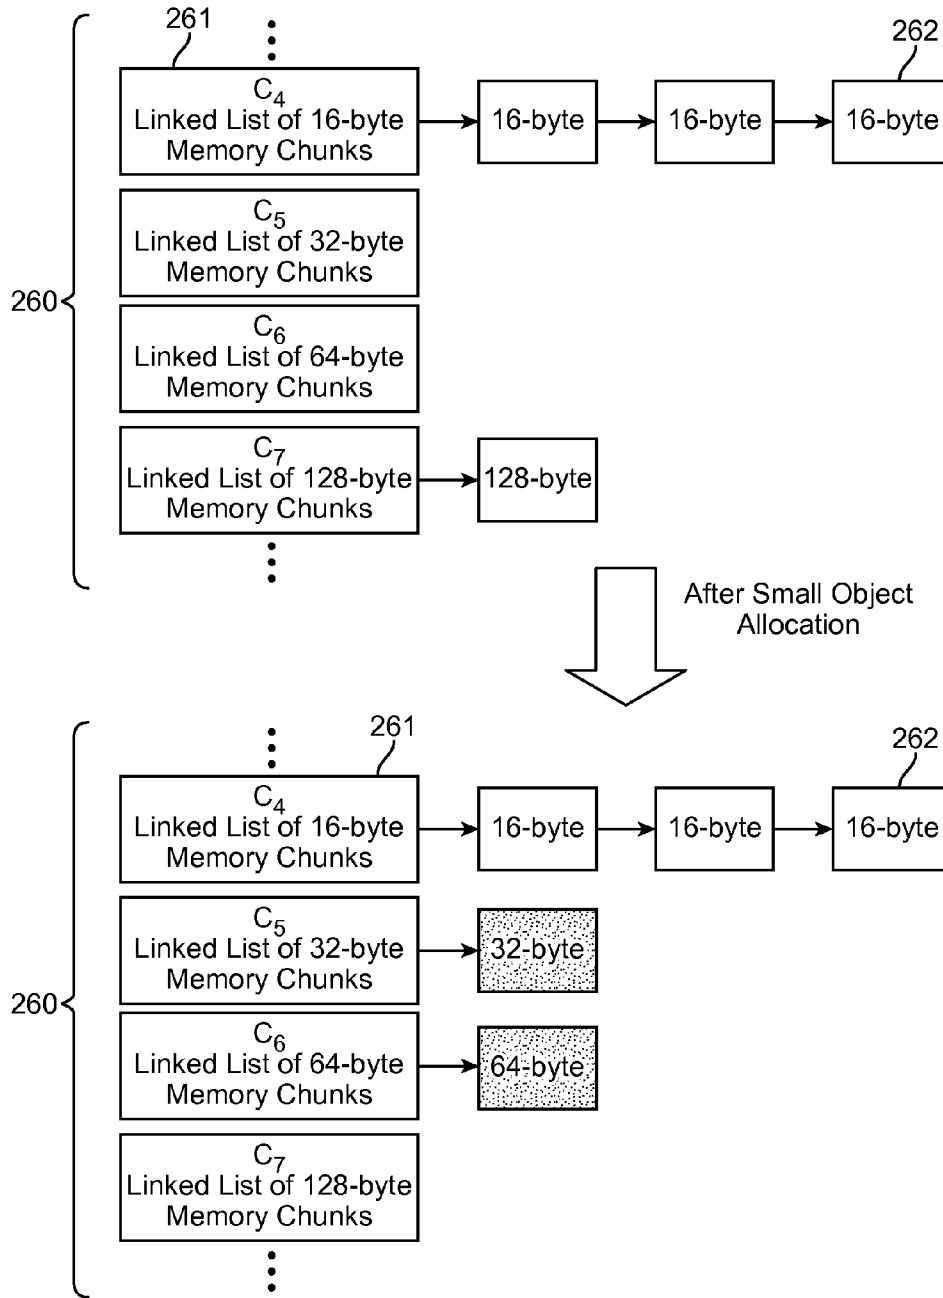 261
262
C4
Linked List of 16-byte
Memory Chunks
16-byte
16-byte
16-byte
C5
Linked List of 32-byte
Memory Chunks
260
C6
Linked List of 64-byte
Memory Chunks
C7
Linked List of 128-byte
Memory Chunks
128-byte
After Small Object
Allocation
261
262
C4
Linked List of 16-byte
Memory Chunks
16-byte
16-byte
16-byte
C5
Linked List of 32-byte
Memory Chunks
32-byte
260
C6
Linked List of 64-byte
Memory Chunks
64-byte
C7
Linked List of 128-byte
Memory Chunks